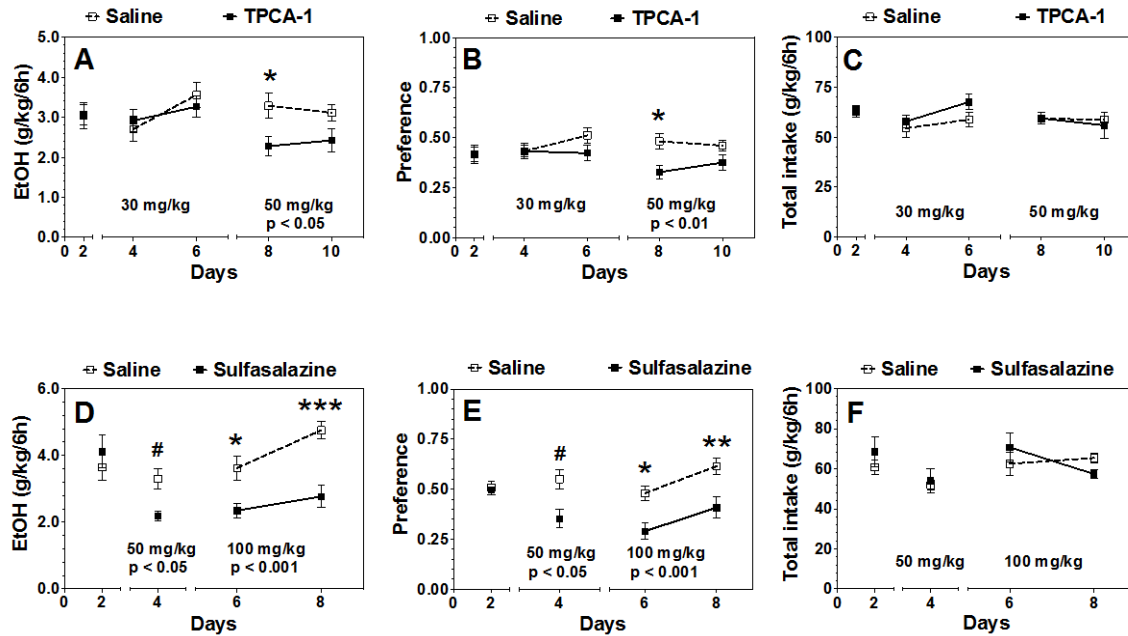 Saline TPCA-1
A
EtOH (g/kg/6h)
5.0
4.0
3.0
2.0
1.0
0.0
*
30 mg/kg 50 mg/kg
p < 0.05
0 2 4 6 8 10
Days
Saline TPCA-1
B
Preference
1.00
0.75
0.50
0.25
0.00
*
30 mg/kg 50 mg/kg
p < 0.01
0 2 4 6 8 10
Days
Saline TPCA-1
C
Total intake (g/kg/6h)
100
75
50
25
0
30 mg/kg 50 mg/kg
0 2 4 6 8 10
Days
Saline Sulfasalazine
D
EtOH (g/kg/6h)
6.0
4.0
2.0
0.0
# * ***
50 mg/kg 100 mg/kg
p < 0.05 p < 0.001
0 2 4 6 8
Days
Saline Sulfasalazine
E
Preference
1.00
0.75
0.50
0.25
0.00
# * **
50 mg/kg 100 mg/kg
p < 0.05 p < 0.001
0 2 4 6 8
Days
Saline Sulfasalazine
F
Total intake (g/kg/6h)
100
80
60
40
20
0
50 mg/kg 100 mg/kg
0 2 4 6 8
Days